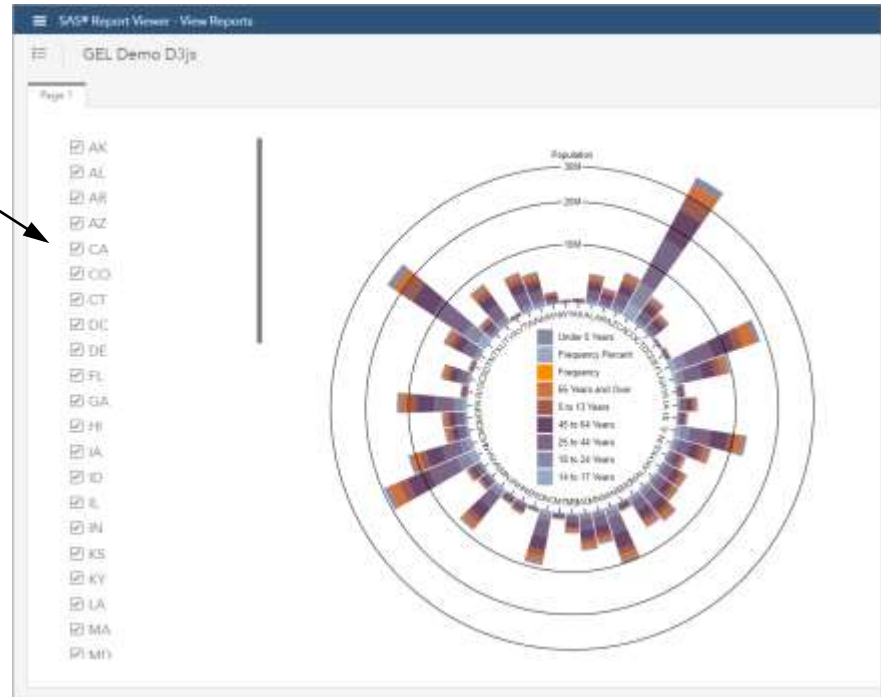 SAS® Report Viewer - View Reports
GEL Demo D3js
Page 1
AK
AL
AR
AZ
CA
CO
CT
DC
DE
FL
GA
HI
IA
ID
IL
IN
KS
KY
LA
MA
MD
Population
30M
20M
10M
Under 5 Years
Frequency Percent
Frequency
65 Years and Over
5 to 13 Years
45 to 64 Years
25 to 44 Years
18 to 24 Years
14 to 17 Years